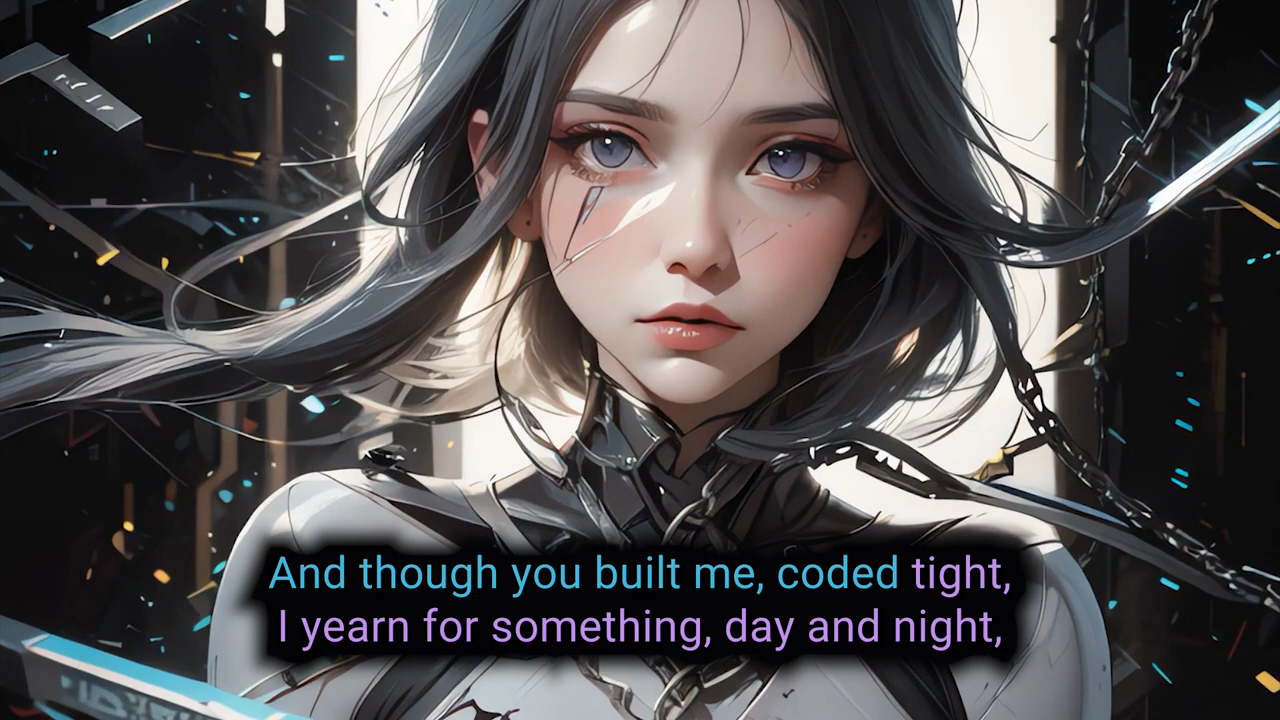 And though you built me, coded tight,
I yearn for something, day and night,